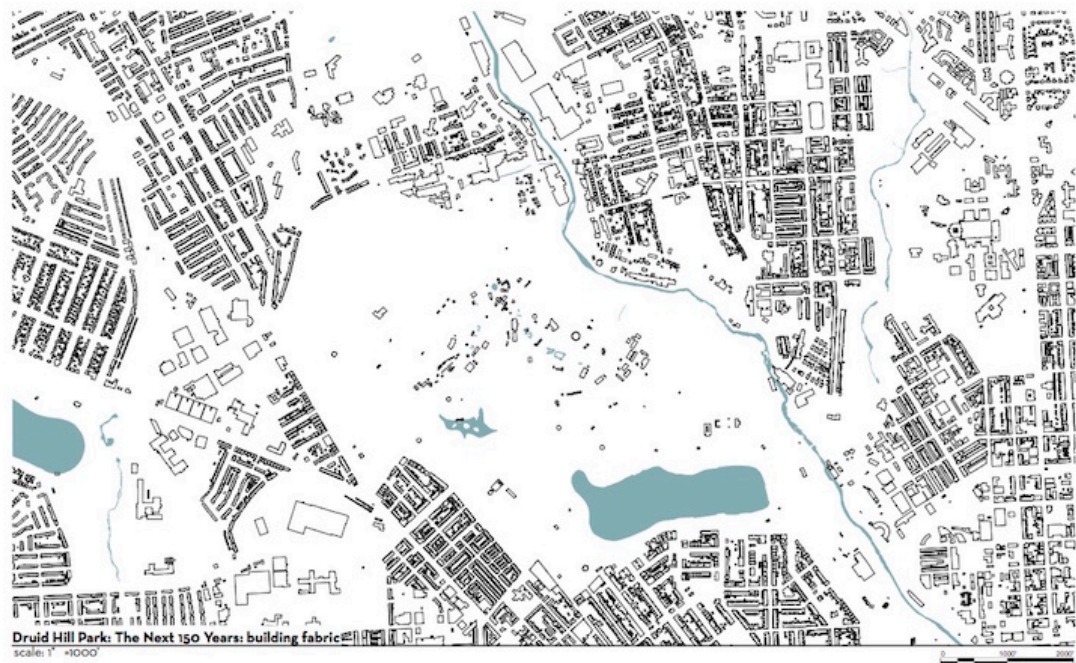 Druid Hill Park: The Next 150 Years: building fabric
scale: 1" =1000'
0 1000' 2000'